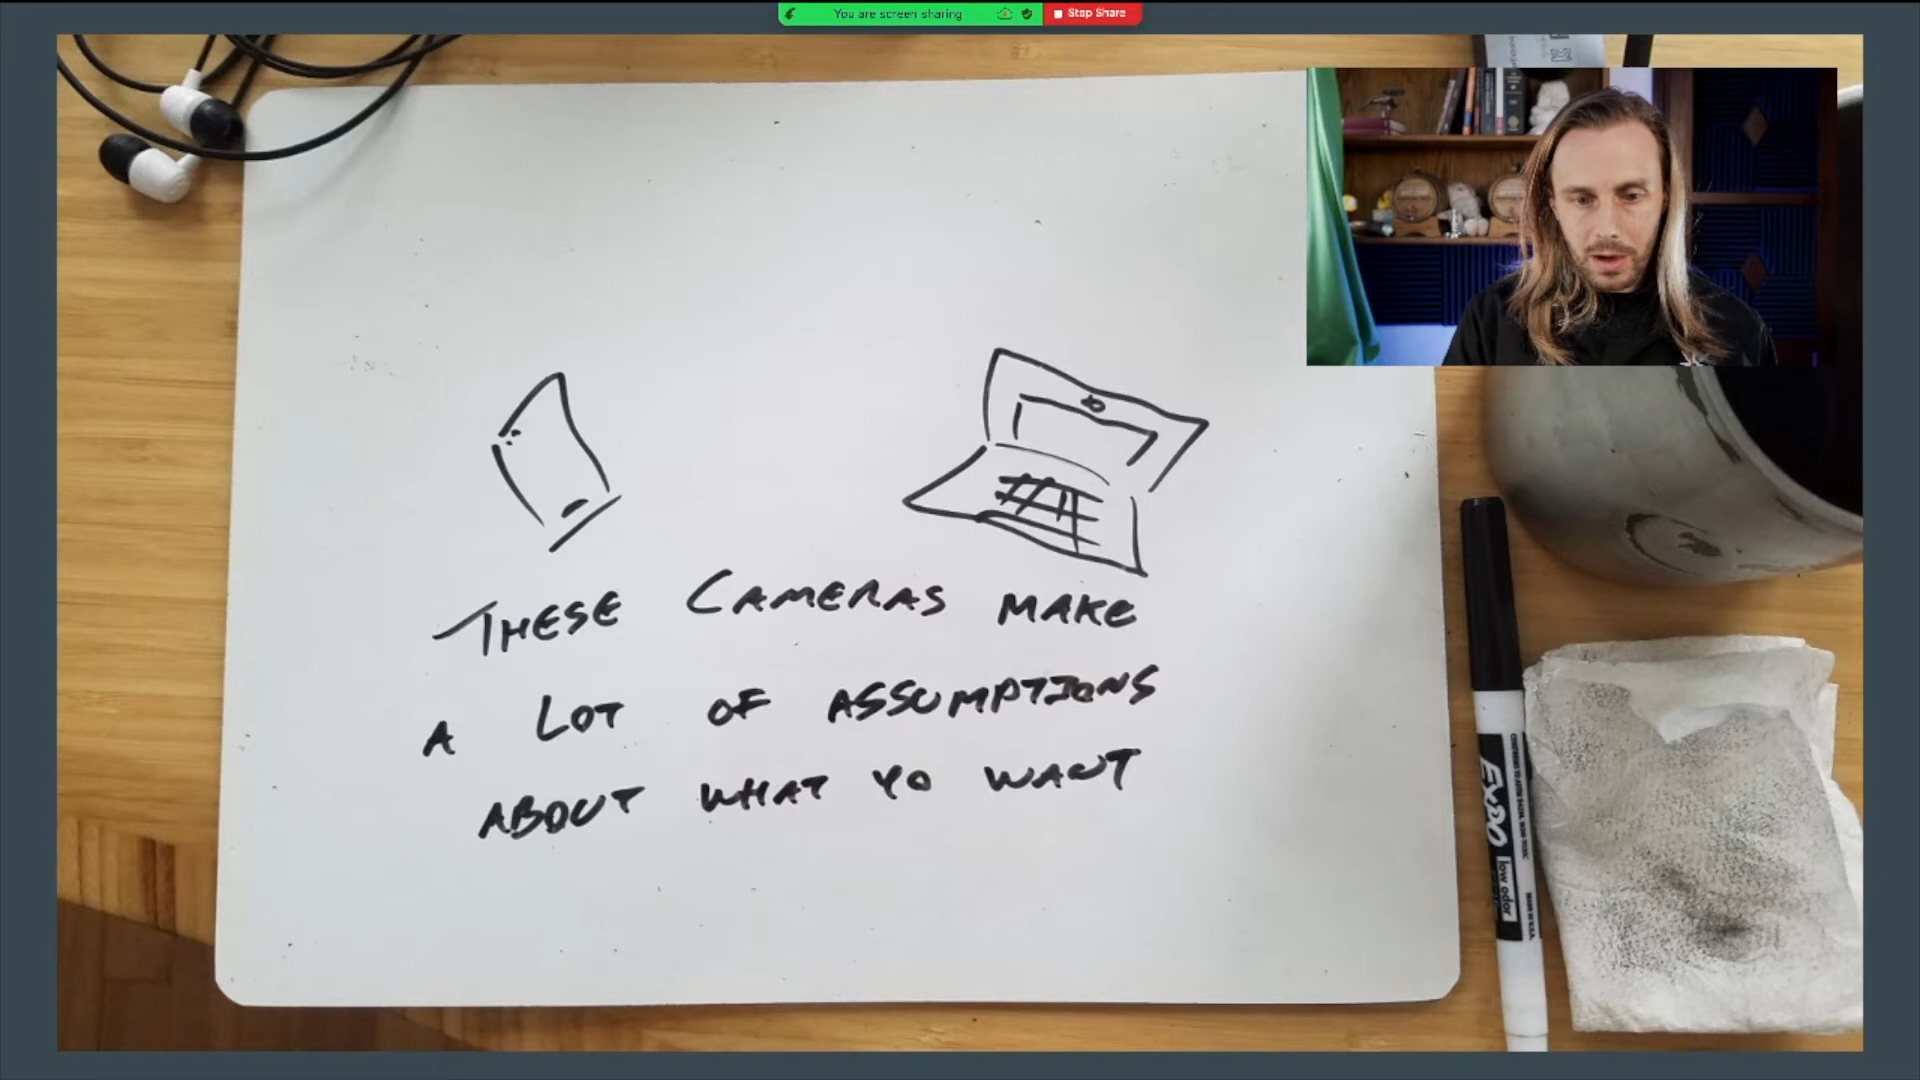 You are screen sharing
Stop Share
THESE CAMERAS MAKE
A LOT OF ASSUMPTIONS
ABOUT WHAT YO WANT
EXPO
low odor